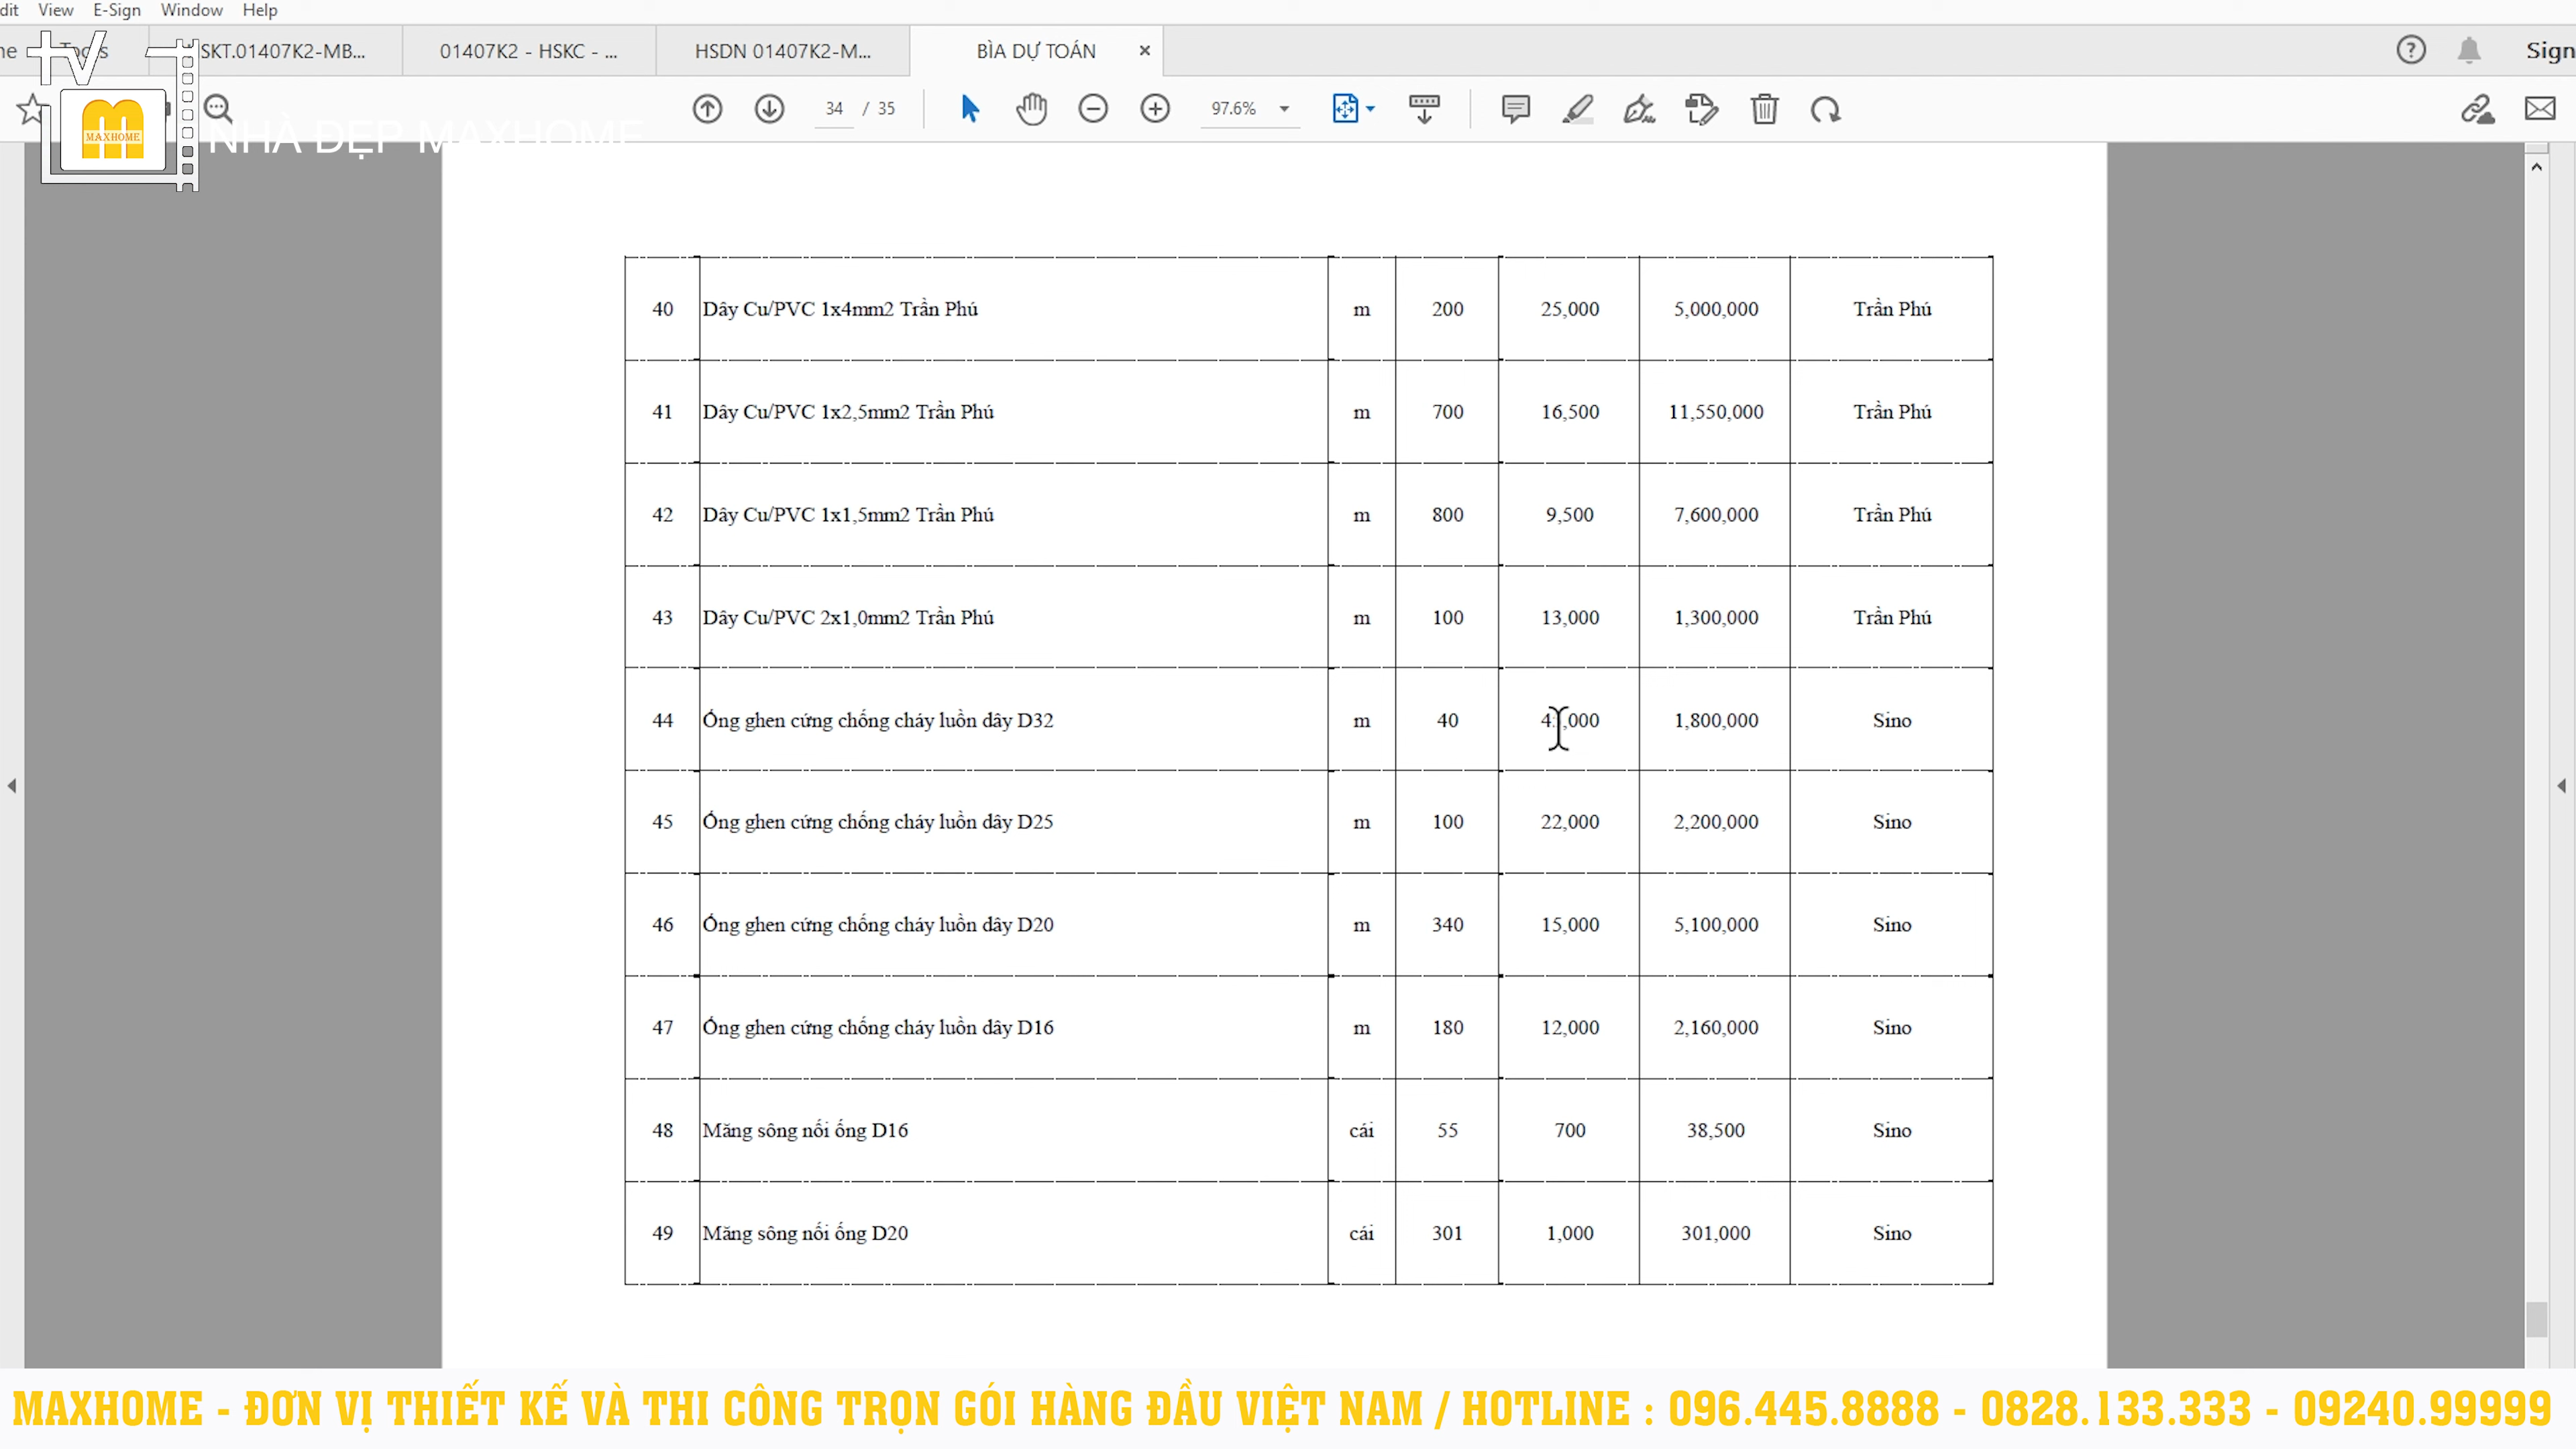 dit View E-Sign Window Help
SKT.01407K2-MB... 01407K2 - HSKC - ... HSDN 01407K2-M... BÌA DỰ TOÁN × Sign
34 / 35 97.6%
MAXHOME
NHÀ ĐẸP MAXHOME
40 Dây Cu/PVC 1x4mm2 Trần Phú m 200 25,000 5,000,000 Trần Phú
41 Dây Cu/PVC 1x2,5mm2 Trần Phú m 700 16,500 11,550,000 Trần Phú
42 Dây Cu/PVC 1x1,5mm2 Trần Phú m 800 9,500 7,600,000 Trần Phú
43 Dây Cu/PVC 2x1,0mm2 Trần Phú m 100 13,000 1,300,000 Trần Phú
44 Ống ghen cứng chống cháy luồn dây D32 m 40 1,800,000 Sino
45 Ống ghen cứng chống cháy luồn dây D25 m 100 22,000 2,200,000 Sino
46 Ống ghen cứng chống cháy luồn dây D20 m 340 15,000 5,100,000 Sino
47 Ống ghen cứng chống cháy luồn dây D16 m 180 12,000 2,160,000 Sino
48 Măng sông nối ống D16 cái 55 700 38,500 Sino
49 Măng sông nối ống D20 cái 301 1,000 301,000 Sino
MAXHOME - ĐƠN VỊ THIẾT KẾ VÀ THI CÔNG TRỌN GÓI HÀNG ĐẦU VIỆT NAM / HOTLINE : 096.445.8888 - 0828.133.333 - 09240.99999